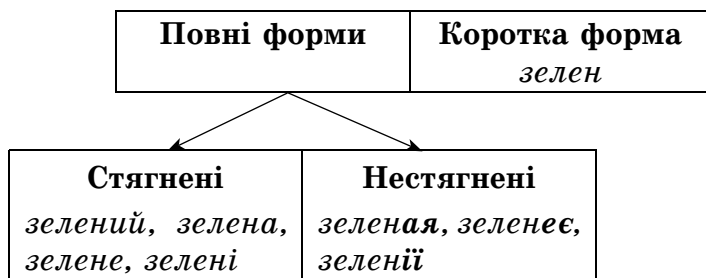 Повні форми
Коротка форма
зелен
Стягнені
зелений, зелена,
зелене, зелені
Нестягнені
зеленая, зеленеє,
зеленії